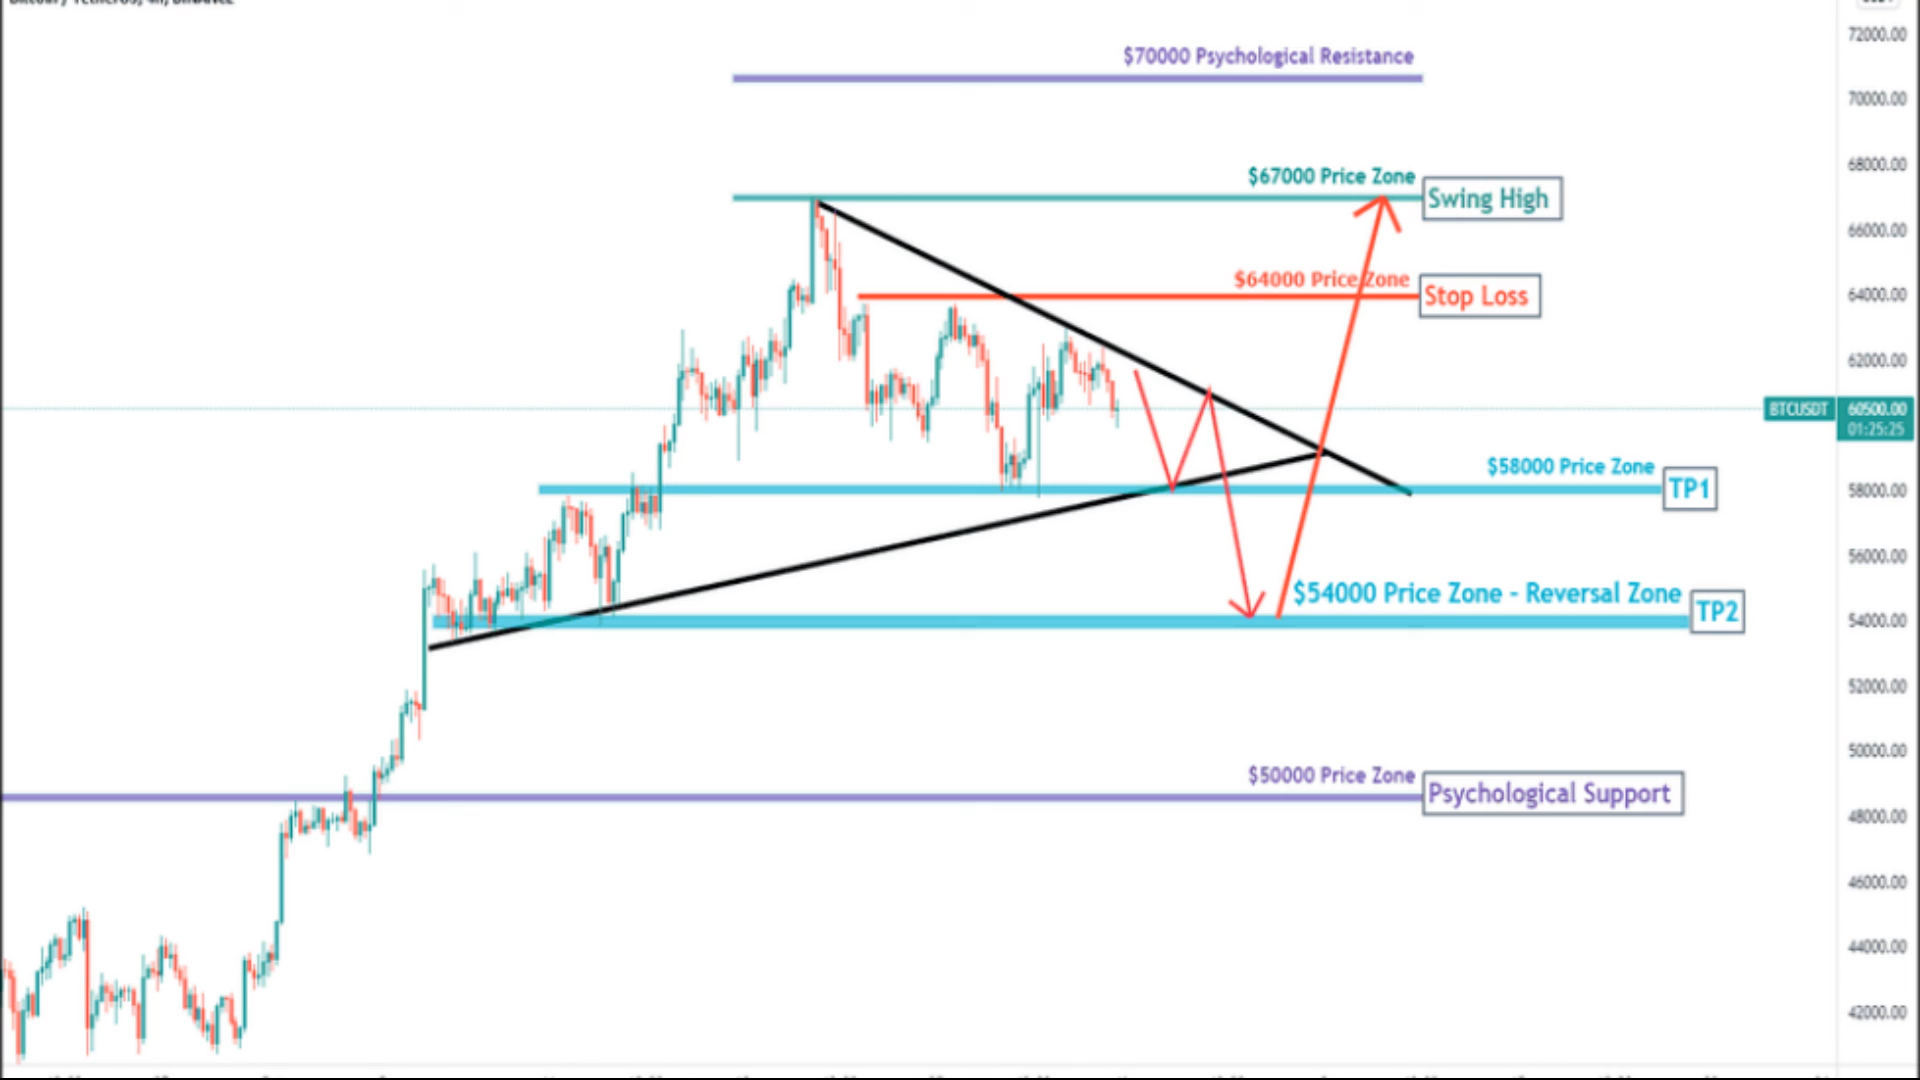 $70000 Psychological Resistance
$67000 Price Zone
Swing High
$64000 Price Zone
Stop Loss
$58000 Price Zone
TP1
$54000 Price Zone - Reversal Zone
TP2
$50000 Price Zone
Psychological Support
72000.00
70000.00
68000.00
66000.00
64000.00
62000.00
BTCUSDT 60500.00
01:25:25
58000.00
56000.00
54000.00
52000.00
50000.00
48000.00
46000.00
44000.00
42000.00